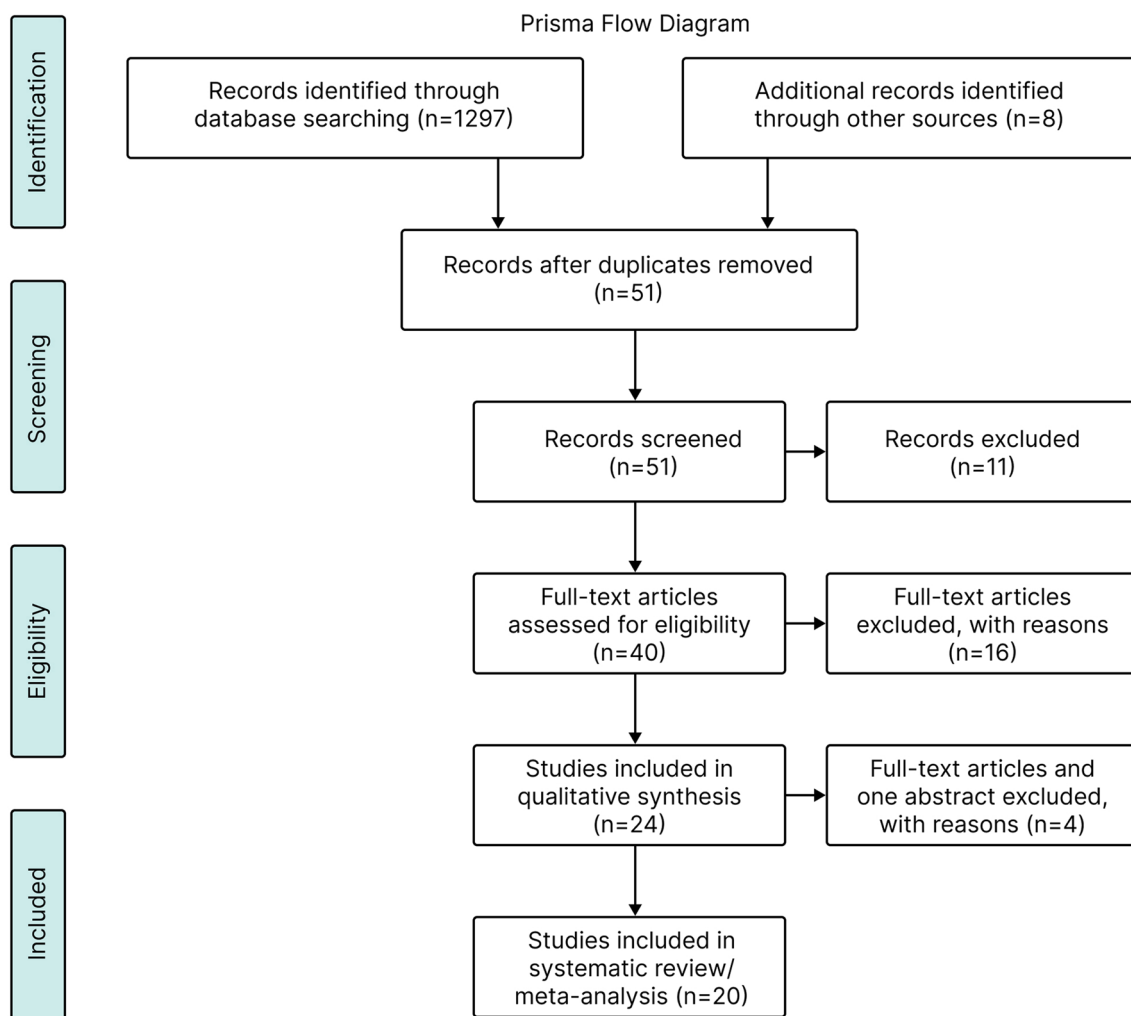 Prisma Flow Diagram
Identification
Records identified through
database searching (n=1297)
Additional records identified
through other sources (n=8)
Records after duplicates removed
(n=51)
Screening
Records screened
(n=51)
Records excluded
(n=11)
Eligibility
Full-text articles
assessed for eligibility
(n=40)
Full-text articles
excluded, with reasons
(n=16)
Studies included in
qualitative synthesis
(n=24)
Full-text articles and
one abstract excluded,
with reasons (n=4)
Included
Studies included in
systematic review/
meta-analysis (n=20)